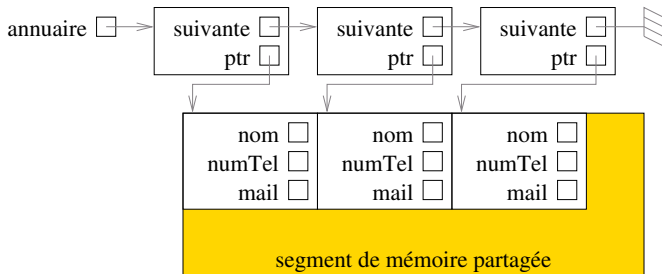 annuaire suivante suivante suivante
ptr ptr ptr
nom nom nom
numTel numTel numTel
mail mail mail
segment de mémoire partagée